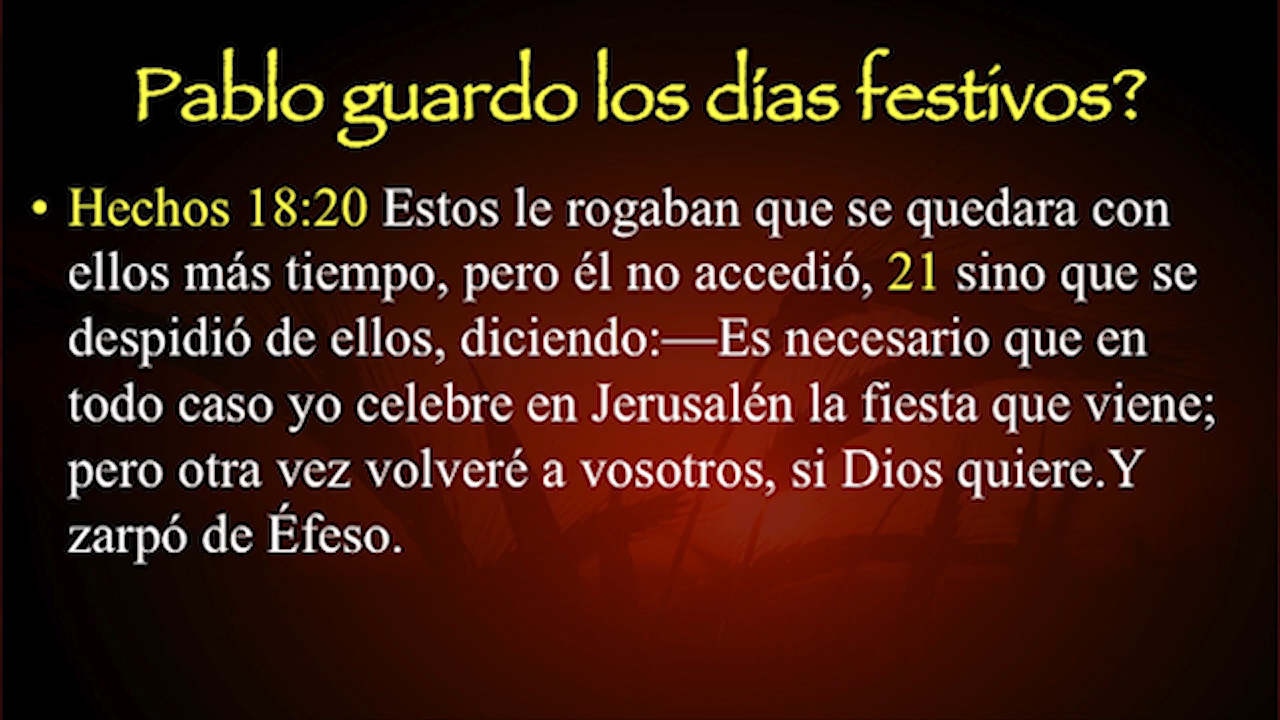 Pablo guardo los días festivos?
• Hechos 18:20 Estos le rogaban que se quedara con
ellos más tiempo, pero él no accedió, 21 sino que se
despidió de ellos, diciendo:—Es necesario que en
todo caso yo celebre en Jerusalén la fiesta que viene;
pero otra vez volveré a vosotros, si Dios quiere.Y
zarpó de Éfeso.